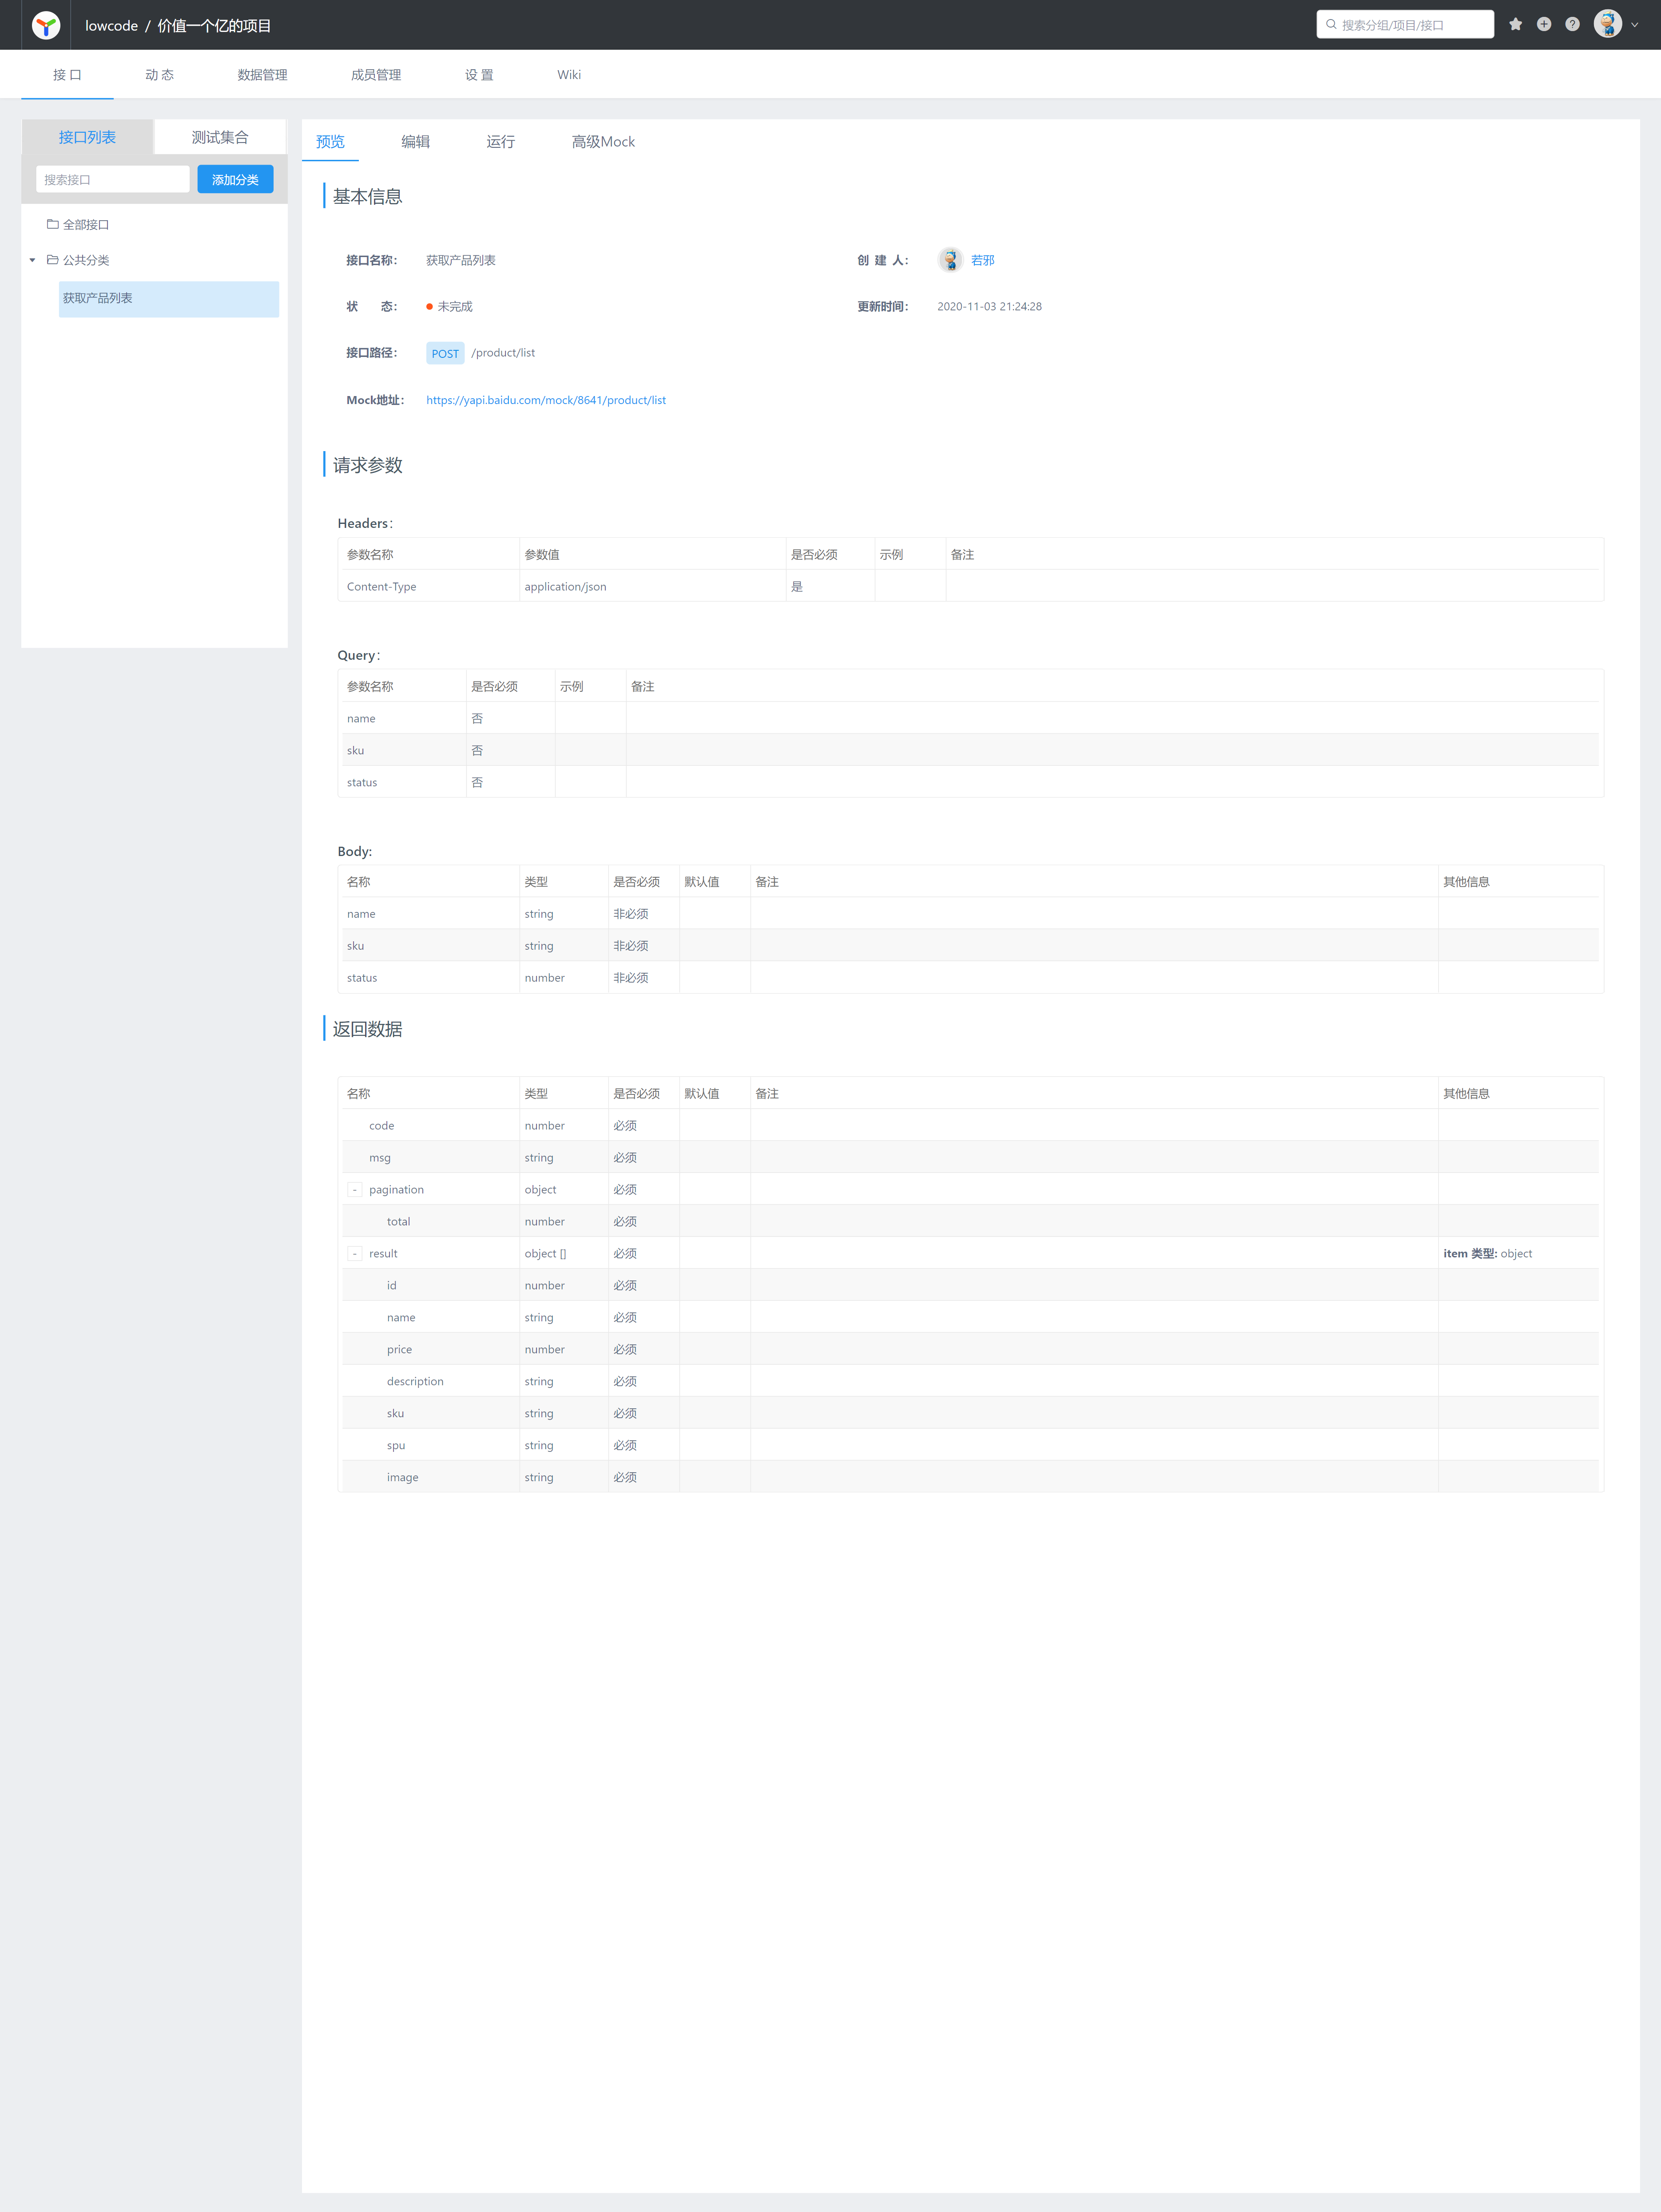 lowcode / 价值一个亿的项目
搜索分组/项目/接口
接 口 动 态 数据管理 成员管理 设 置 Wiki
接口列表 测试集合
搜索接口 添加分类
全部接口
公共分类
获取产品列表
预览 编辑 运行 高级Mock
基本信息
接口名称： 获取产品列表 创 建 人： 若邪
状 态： 未完成 更新时间： 2020-11-03 21:24:28
接口路径： POST /product/list
Mock地址： https://yapi.baidu.com/mock/8641/product/list
请求参数
Headers：
参数名称 参数值 是否必须 示例 备注
Content-Type application/json 是
Query：
参数名称 是否必须 示例 备注
name 否
sku 否
status 否
Body:
名称 类型 是否必须 默认值 备注 其他信息
name string 非必须
sku string 非必须
status number 非必须
返回数据
名称 类型 是否必须 默认值 备注 其他信息
code number 必须
msg string 必须
- pagination object 必须
total number 必须
- result object [] 必须 item 类型: object
id number 必须
name string 必须
price number 必须
description string 必须
sku string 必须
spu string 必须
image string 必须